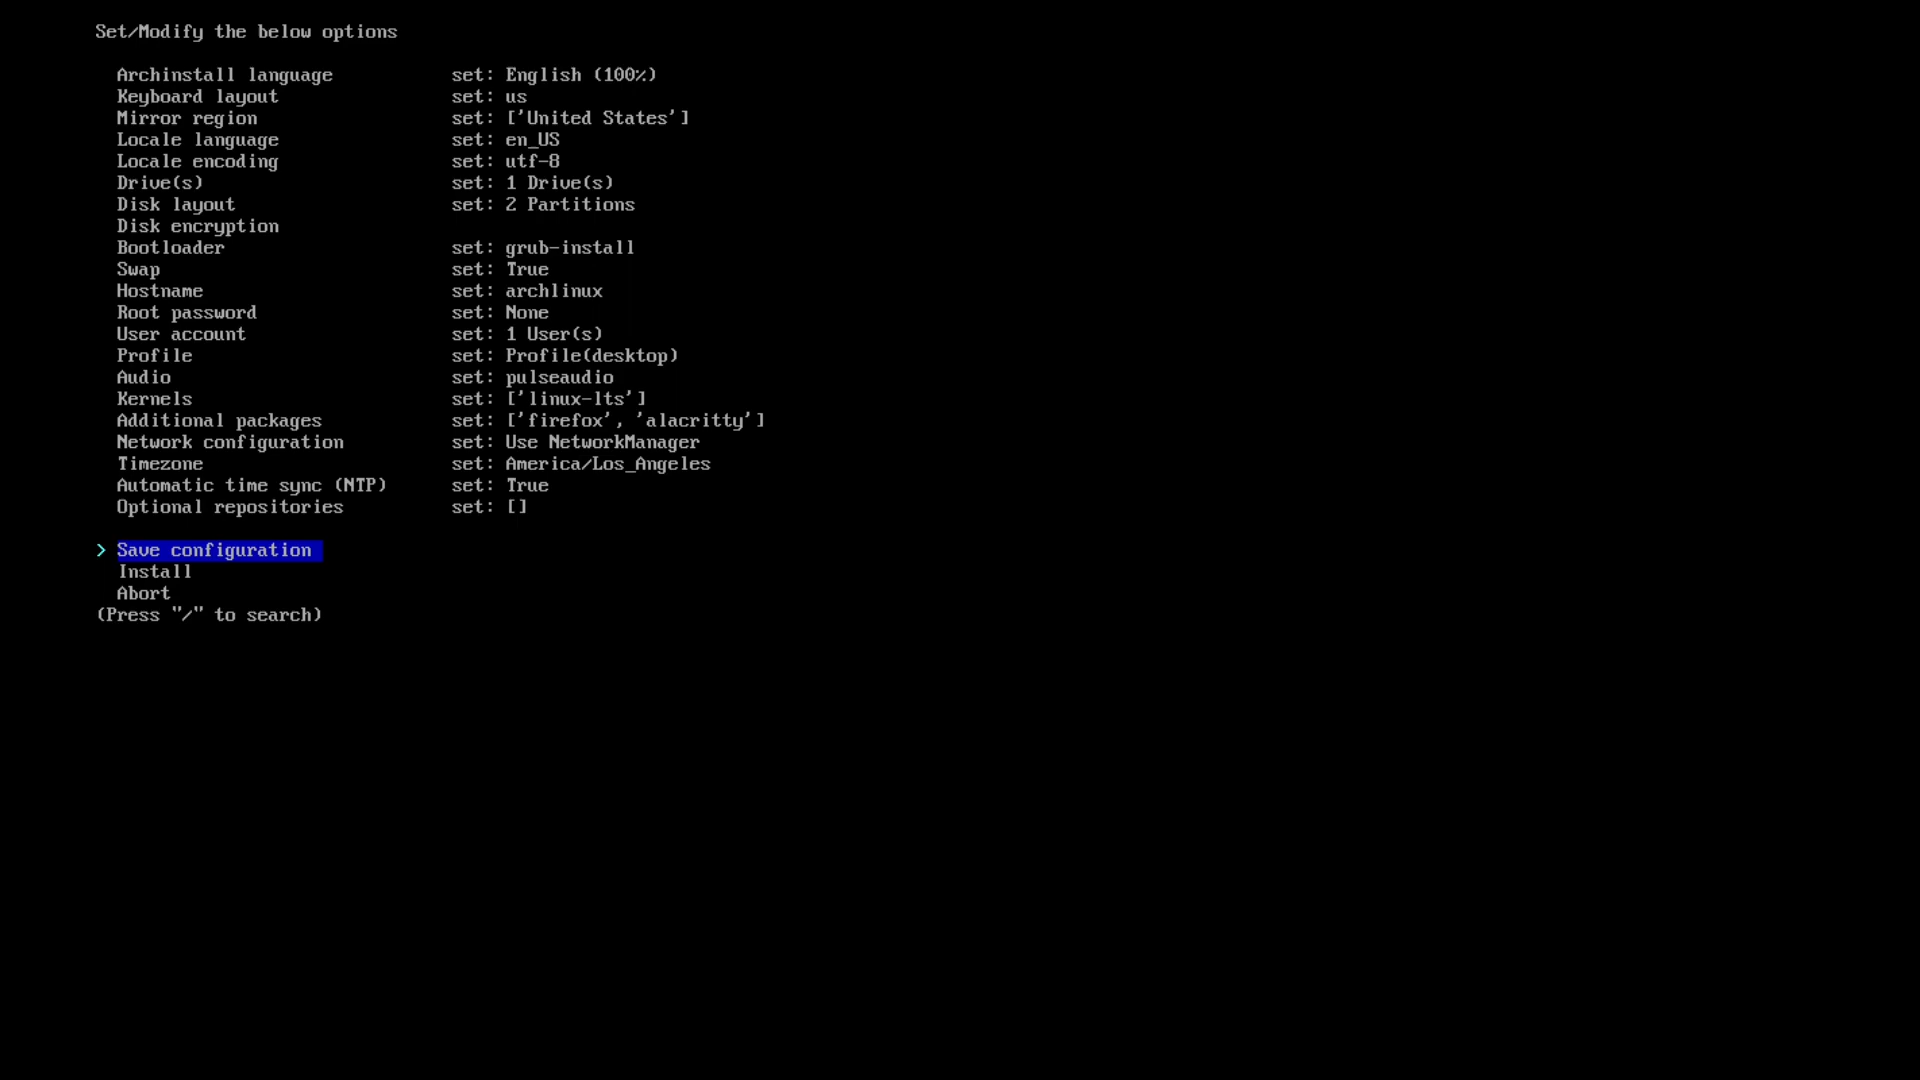 Set/Modify the below options
Archinstall language set: English (100%)
Keyboard layout set: us
Mirror region set: ['United States']
Locale language set: en_US
Locale encoding set: utf-8
Drive(s) set: 1 Drive(s)
Disk layout set: 2 Partitions
Disk encryption
Bootloader set: grub-install
Swap set: True
Hostname set: archlinux
Root password set: None
User account set: 1 User(s)
Profile set: Profile(desktop)
Audio set: pulseaudio
Kernels set: ['linux-lts']
Additional packages set: ['firefox', 'alacritty']
Network configuration set: Use NetworkManager
Timezone set: America/Los_Angeles
Automatic time sync (NTP) set: True
Optional repositories set: []
> Save configuration
Install
Abort
(Press "/" to search)